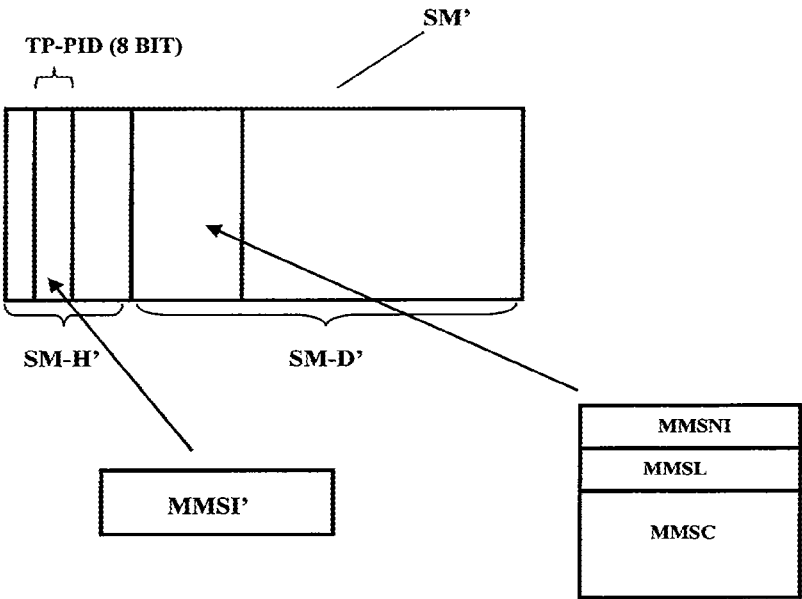 SM’
TP-PID (8 BIT)
SM-H’
SM-D’
MMSI’
MMSNI
MMSL
MMSC